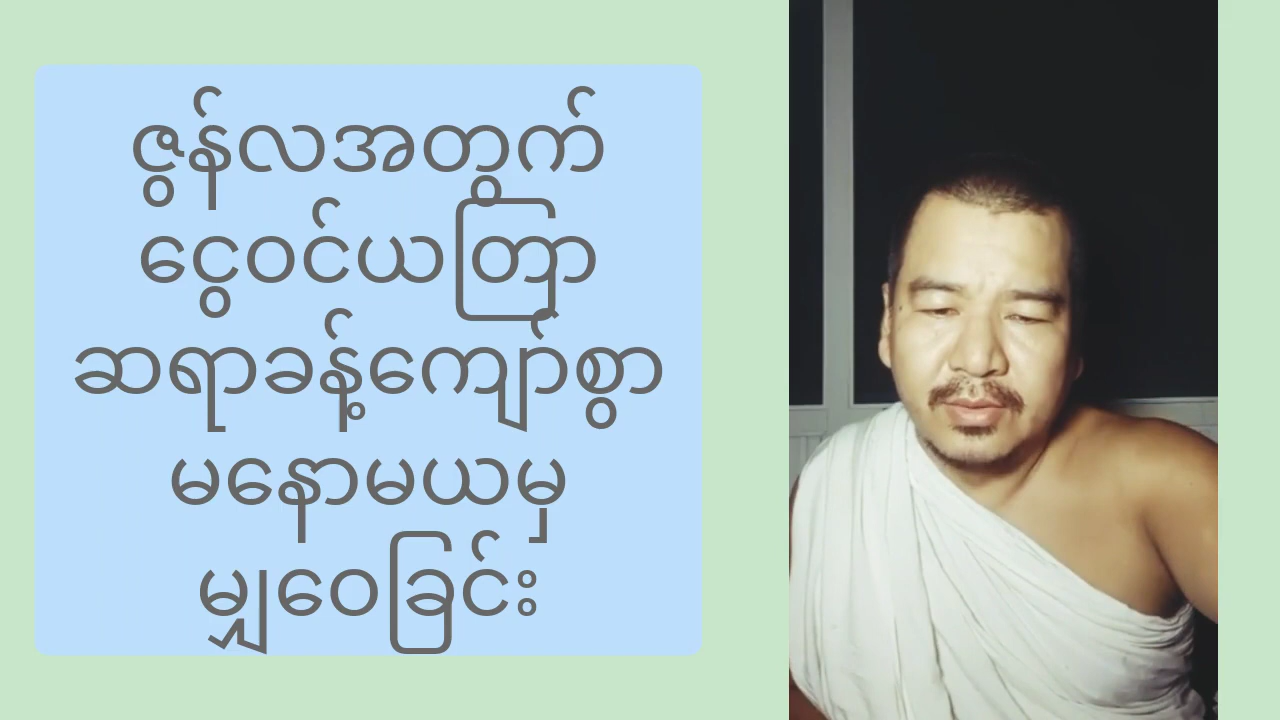 ဇွန်လအတွက်
ငွေဝင်ယတြာ
ဆရာခန့်ကျော်စွာ
မနောမယမှ
မျှဝေခြင်း